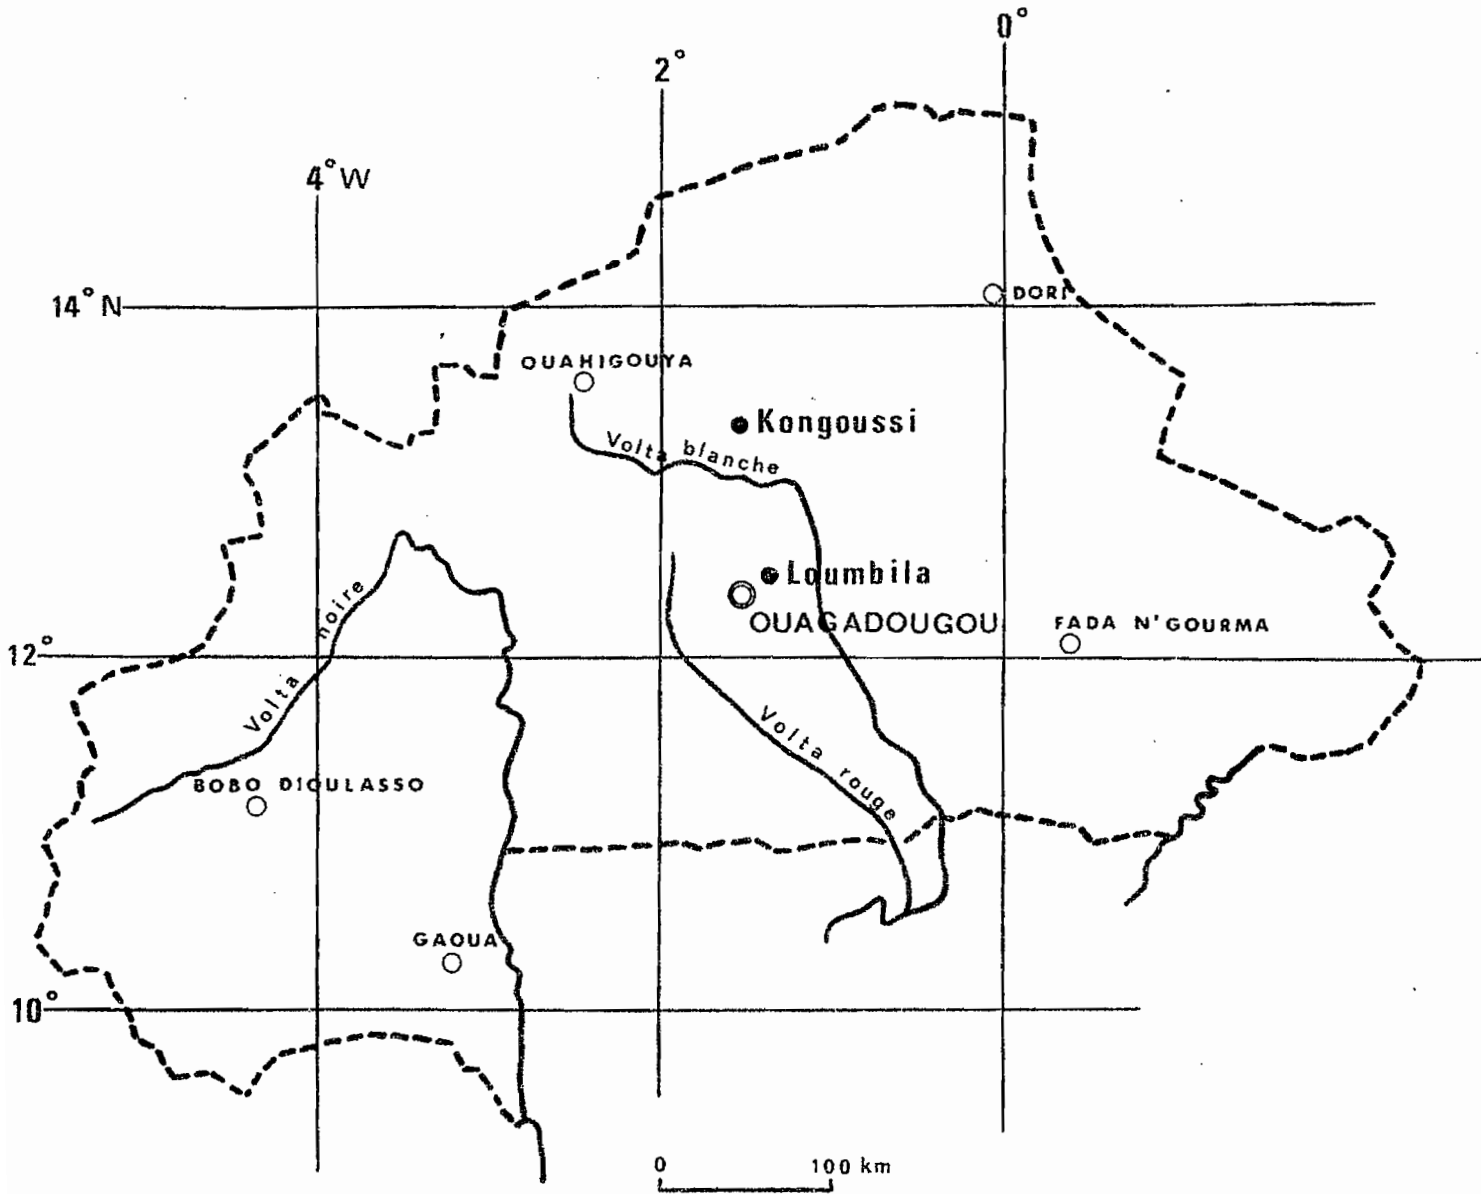 0°
2°
4°W
14°N
DORI
OUAHIGOUYA
Kongoussi
Volta blanche
Loumbila
Volta noire
OUAGADOUGOU
FADA N'GOURMA
12°
Volta rouge
BOBO DIOULASSO
GAOUA
10°
0 100 km